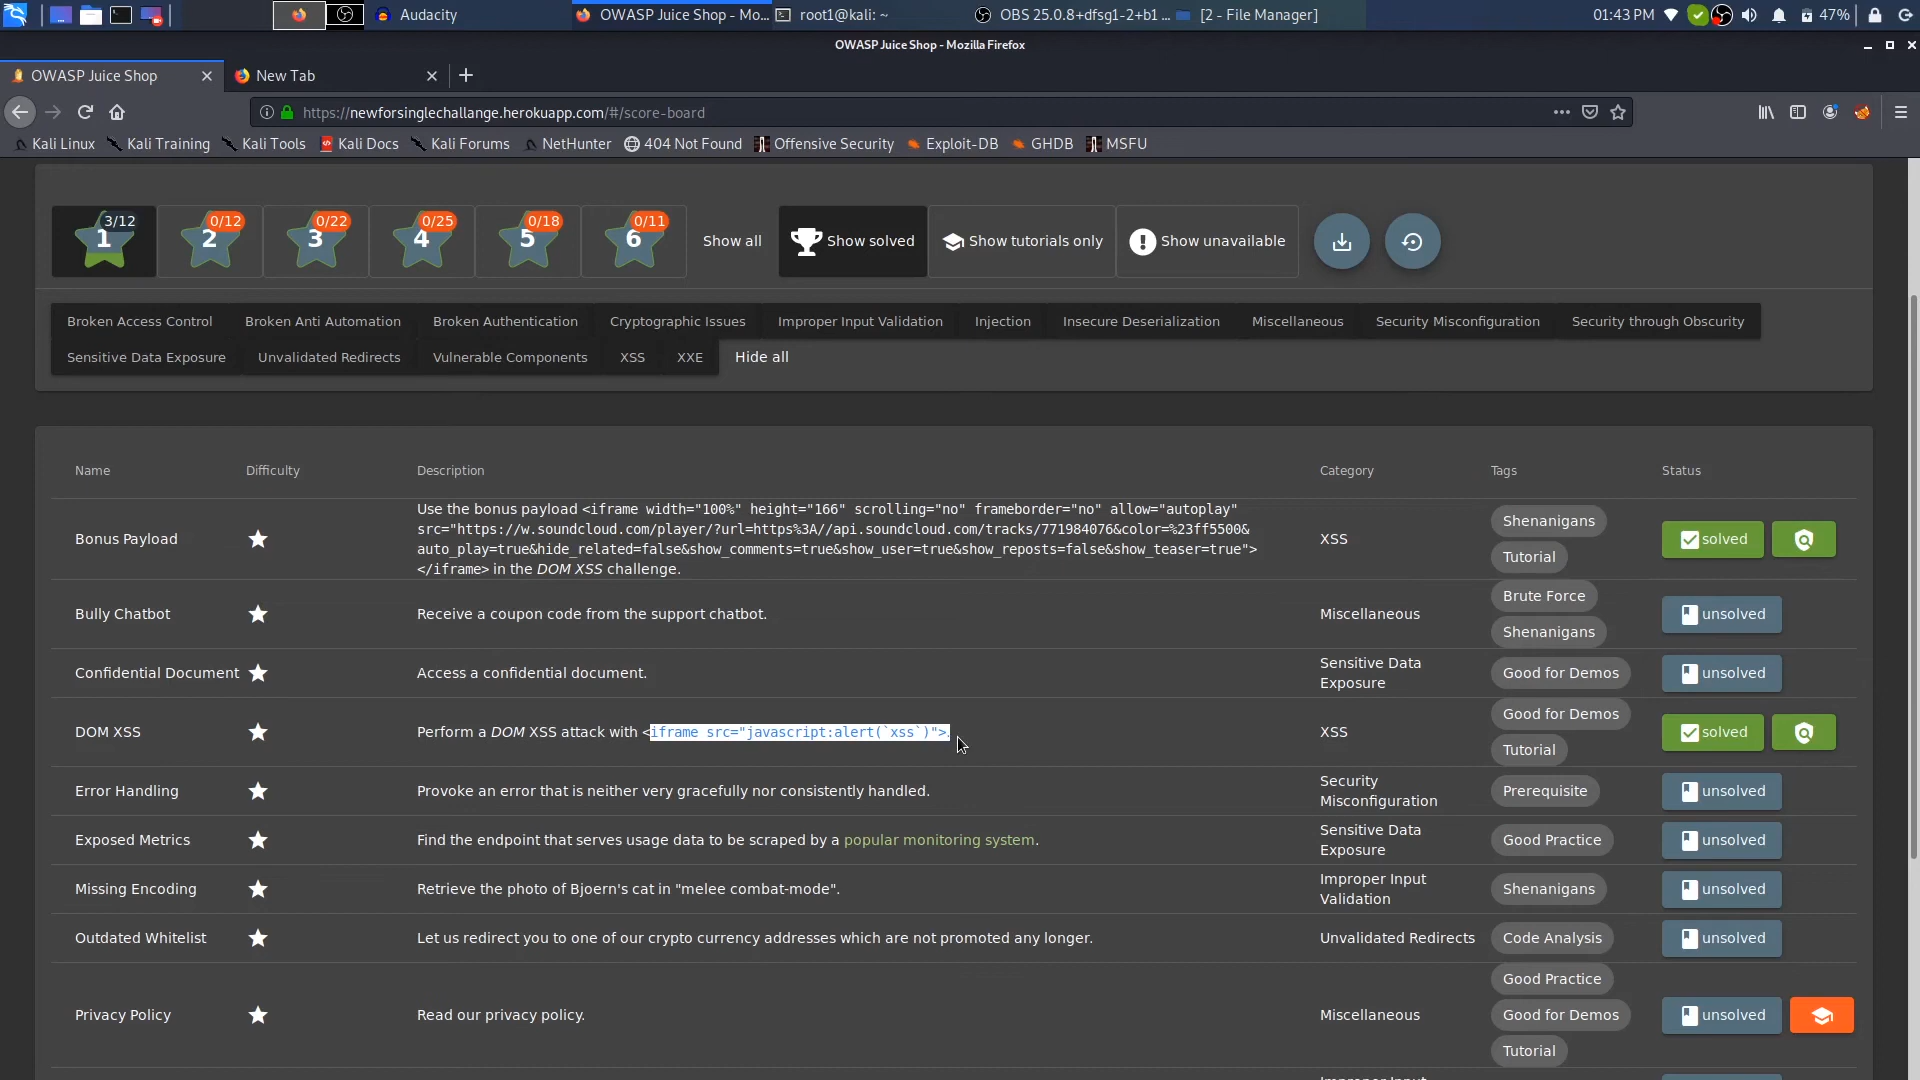 01:43 PM 47%
Audacity OWASP Juice Shop - Mo... root1@kali: ~ OBS 25.0.8+dfsg1-2+b1 ... [2 - File Manager]
OWASP Juice Shop - Mozilla Firefox
OWASP Juice Shop New Tab
https://newforsinglechallange.herokuapp.com/#/score-board
Kali Linux Kali Training Kali Tools Kali Docs Kali Forums NetHunter 404 Not Found Offensive Security Exploit-DB GHDB MSFU
3/12 0/12 0/22 0/25 0/18 0/11
1 2 3 4 5 6 Show all Show solved Show tutorials only Show unavailable
Broken Access Control Broken Anti Automation Broken Authentication Cryptographic Issues Improper Input Validation Injection Insecure Deserialization Miscellaneous Security Misconfiguration Security through Obscurity
Sensitive Data Exposure Unvalidated Redirects Vulnerable Components XSS XXE Hide all
Name Difficulty Description Category Tags Status
Bonus Payload
Use the bonus payload <iframe width="100%" height="166" scrolling="no" frameborder="no" allow="autoplay"
src="https://w.soundcloud.com/player/?url=https%3A//api.soundcloud.com/tracks/771984076&color=%23ff5500&
auto_play=true&hide_related=false&show_comments=true&show_user=true&show_reposts=false&show_teaser=true">
</iframe> in the DOM XSS challenge.
XSS
Shenanigans
Tutorial
solved
Bully Chatbot
Receive a coupon code from the support chatbot.
Miscellaneous
Brute Force
Shenanigans
unsolved
Confidential Document
Access a confidential document.
Sensitive Data
Exposure
Good for Demos
unsolved
DOM XSS
Perform a DOM XSS attack with <iframe src="javascript:alert(`xss`)">.
XSS
Good for Demos
Tutorial
solved
Error Handling
Provoke an error that is neither very gracefully nor consistently handled.
Security
Misconfiguration
Prerequisite
unsolved
Exposed Metrics
Find the endpoint that serves usage data to be scraped by a popular monitoring system.
Sensitive Data
Exposure
Good Practice
unsolved
Missing Encoding
Retrieve the photo of Bjoern's cat in "melee combat-mode".
Improper Input
Validation
Shenanigans
unsolved
Outdated Whitelist
Let us redirect you to one of our crypto currency addresses which are not promoted any longer.
Unvalidated Redirects
Code Analysis
unsolved
Privacy Policy
Read our privacy policy.
Miscellaneous
Good Practice
Good for Demos
Tutorial
unsolved